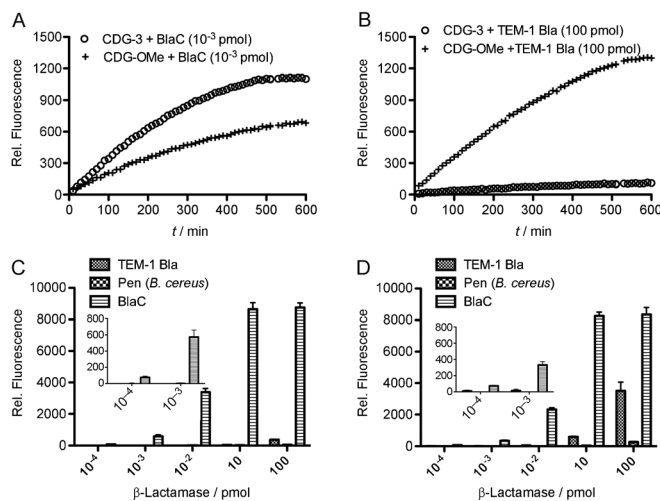 A
CDG-3 + BlaC (10⁻³ pmol)
CDG-OMe + BlaC (10⁻³ pmol)
Rel. Fluorescence
1500
1200
900
600
300
0
0 100 200 300 400 500 600
t / min
B
CDG-3 + TEM-1 Bla (100 pmol)
CDG-OMe +TEM-1 Bla (100 pmol)
Rel. Fluorescence
1500
1200
900
600
300
0
0 100 200 300 400 500 600
t / min
C
TEM-1 Bla
Pen (B. cereus)
BlaC
Rel. Fluorescence
10000
8000
6000
4000
2000
0
800
600
400
200
0
10⁻⁴ 10⁻³
10⁻⁴ 10⁻³ 10⁻² 10 100
β-Lactamase / pmol
D
TEM-1 Bla
Pen (B. cereus)
BlaC
Rel. Fluorescence
10000
8000
6000
4000
2000
0
800
600
400
200
0
10⁻⁴ 10⁻³
10⁻⁴ 10⁻³ 10⁻² 10 100
β-Lactamase / pmol